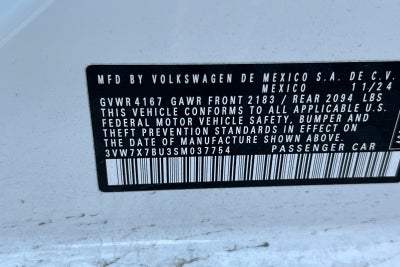 MFD BY VOLKSWAGEN DE MEXICO S.A. DE C.V.
MEXICO 11/24
GVWR 4167 GAWR FRONT 2183 / REAR 2094 LBS
THIS VEHICLE CONFORMS TO ALL APPLICABLE U.S.
FEDERAL MOTOR VEHICLE SAFETY, BUMPER AND
THEFT PREVENTION STANDARDS IN EFFECT ON
THE DATE OF MANUFACTURE SHOWN ABOVE.
3VW7X7BU3SM037754 PASSENGER CAR